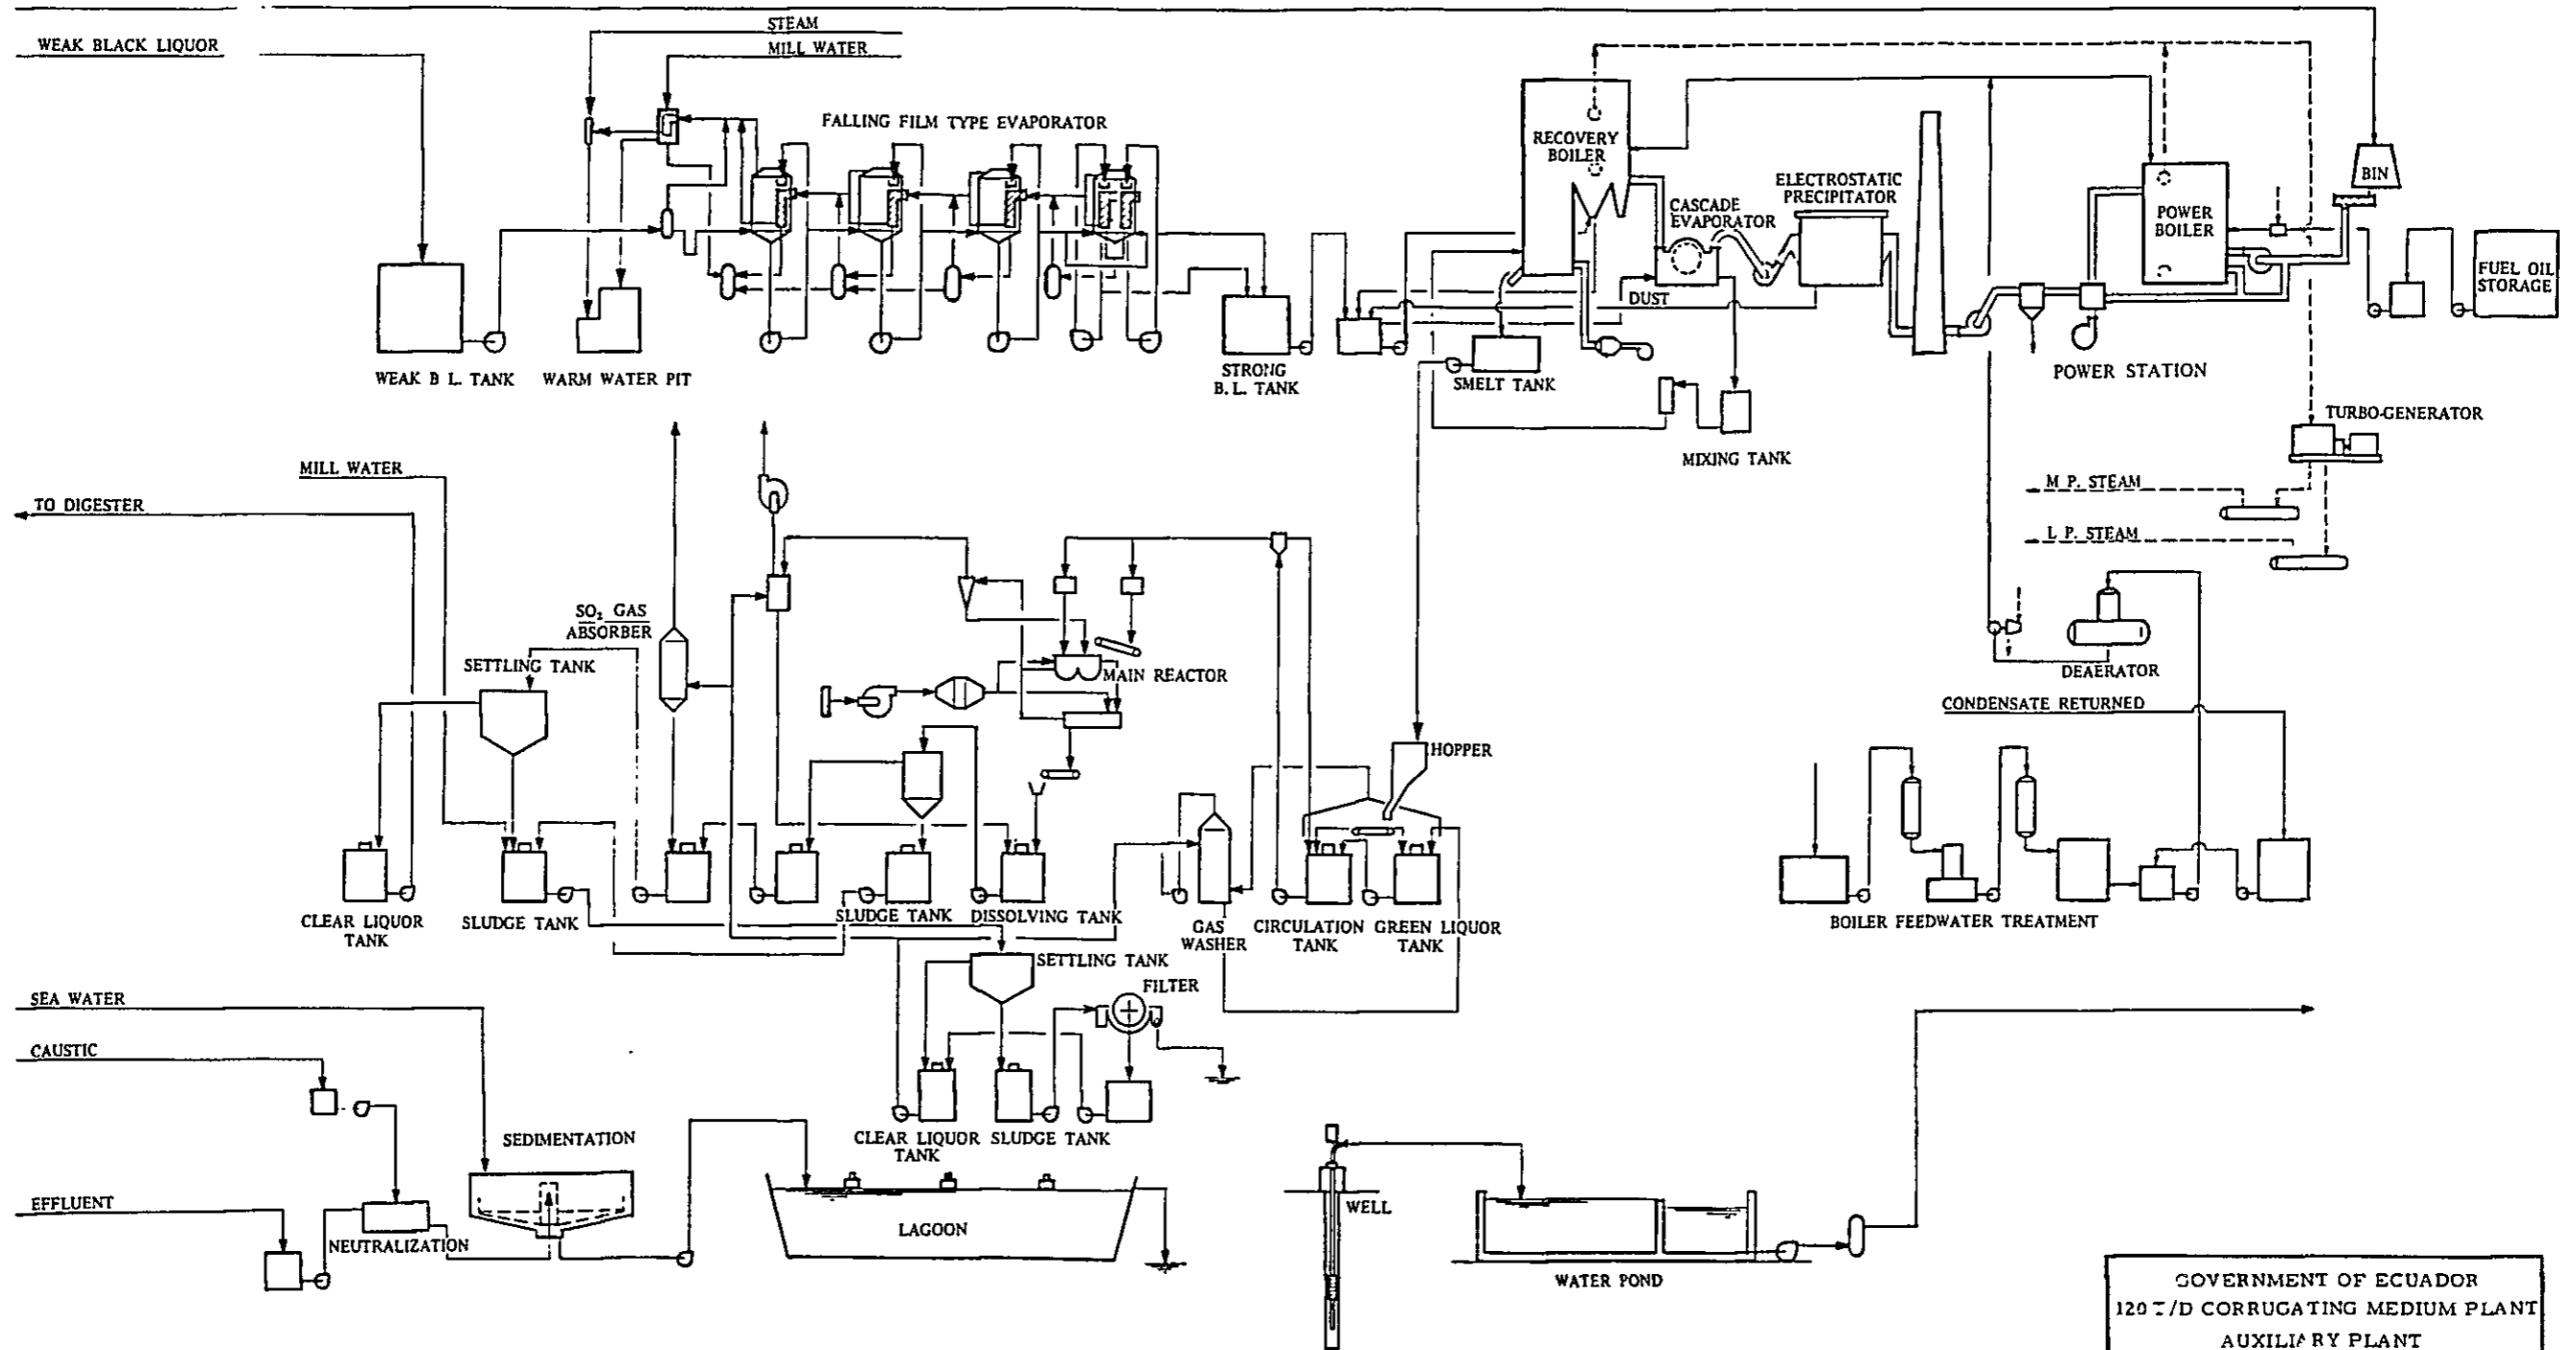 STEAM
WEAK BLACK LIQUOR
MILL WATER
FALLING FILM TYPE EVAPORATOR
RECOVERY
BOILER
ELECTROSTATIC
PRECIPITATOR
CASCADE
EVAPORATOR
BIN
POWER
BOILER
FUEL OIL
STORAGE
DUST
WEAK B L. TANK
WARM WATER PIT
STRONG
B. L. TANK
SMELT TANK
POWER STATION
MIXING TANK
TURBO-GENERATOR
MILL WATER
TO DIGESTER
M P. STEAM
L P. STEAM
SO₂ GAS
ABSORBER
SETTLING TANK
MAIN REACTOR
DEAERATOR
CONDENSATE RETURNED
HOPPER
CLEAR LIQUOR
TANK
SLUDGE TANK
SLUDGE TANK
DISSOLVING TANK
GAS
WASHER
CIRCULATION
TANK
GREEN LIQUOR
TANK
BOILER FEEDWATER TREATMENT
SETTLING TANK
FILTER
SEA WATER
CAUSTIC
SEDIMENTATION
CLEAR LIQUOR
TANK
SLUDGE TANK
EFFLUENT
NEUTRALIZATION
LAGOON
WELL
WATER POND
GOVERNMENT OF ECUADOR
120 T/D CORRUGATING MEDIUM PLANT
AUXILIARY PLANT